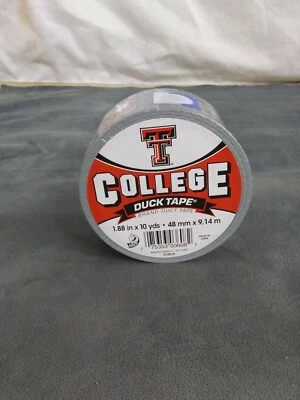 T
COLLEGE
DUCK TAPE®
BRAND DUCT TAPE
1.88 in x 10 yds • 48 mm x 9,14 m